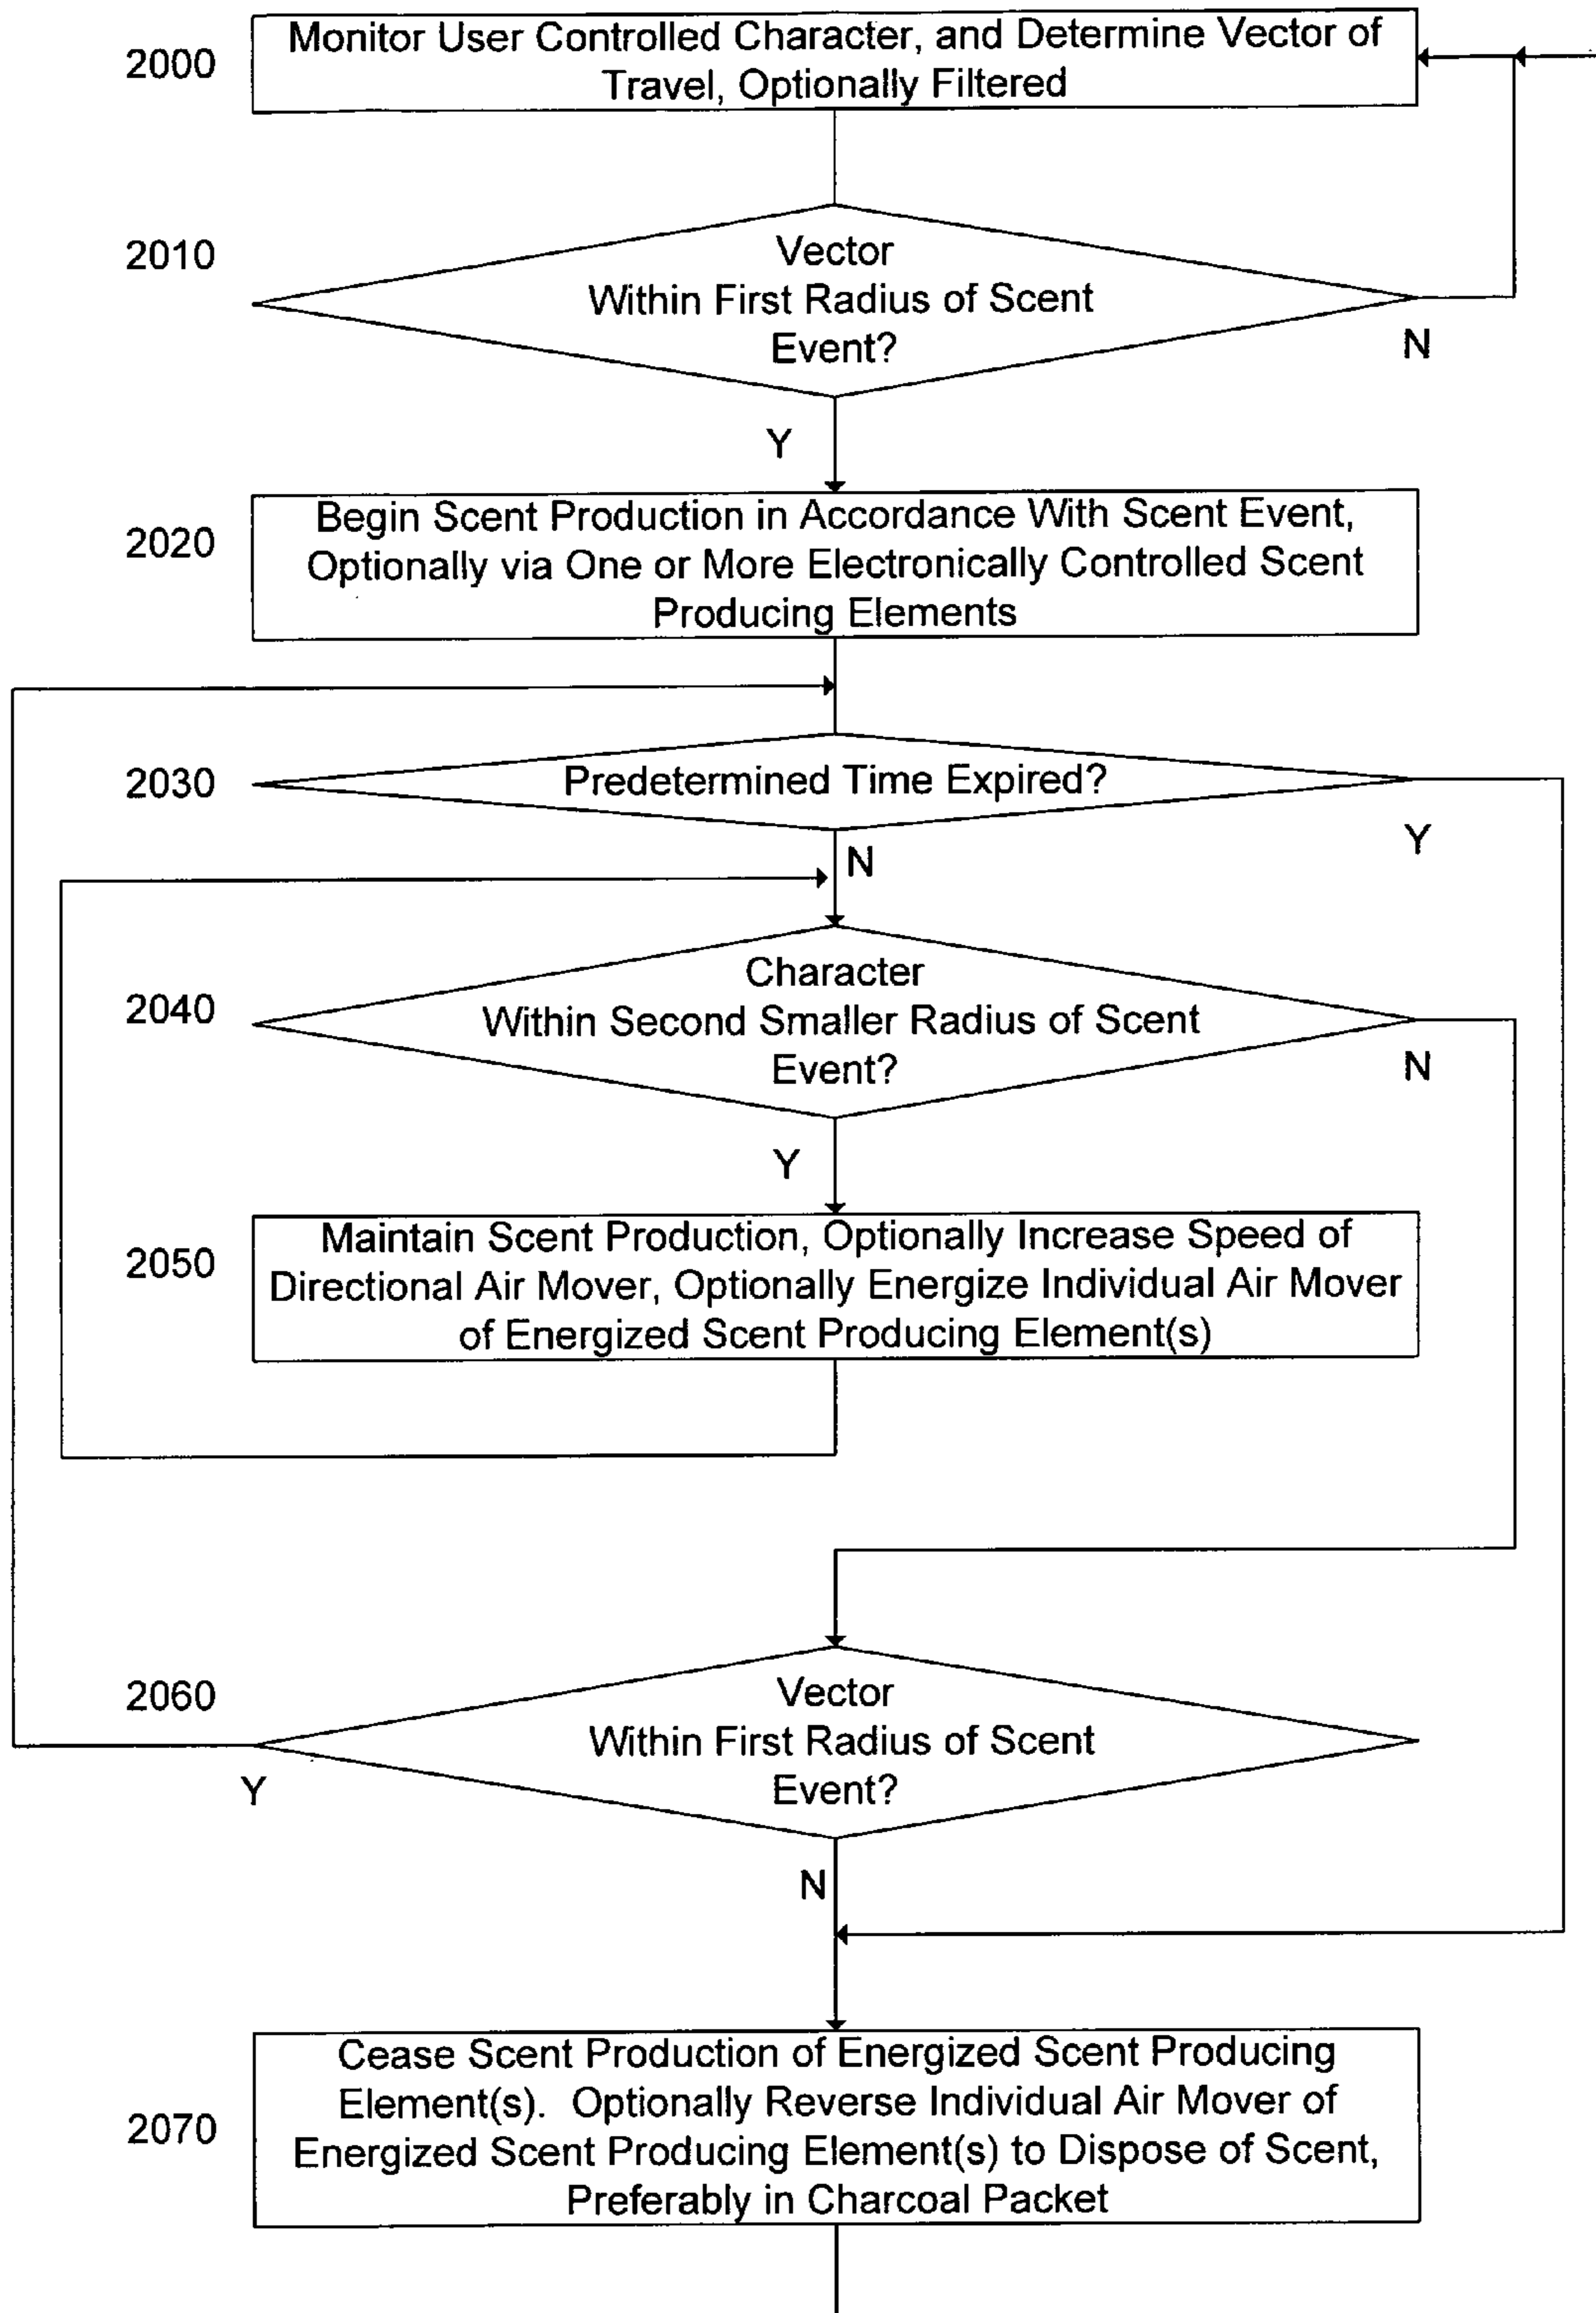 2000
Monitor User Controlled Character, and Determine Vector of
Travel, Optionally Filtered
2010
Vector
Within First Radius of Scent
Event?
N
Y
2020
Begin Scent Production in Accordance With Scent Event,
Optionally via One or More Electronically Controlled Scent
Producing Elements
2030
Predetermined Time Expired?
Y
N
2040
Character
Within Second Smaller Radius of Scent
Event?
N
Y
2050
Maintain Scent Production, Optionally Increase Speed of
Directional Air Mover, Optionally Energize Individual Air Mover
of Energized Scent Producing Element(s)
2060
Vector
Within First Radius of Scent
Event?
Y
N
2070
Cease Scent Production of Energized Scent Producing
Element(s). Optionally Reverse Individual Air Mover of
Energized Scent Producing Element(s) to Dispose of Scent,
Preferably in Charcoal Packet